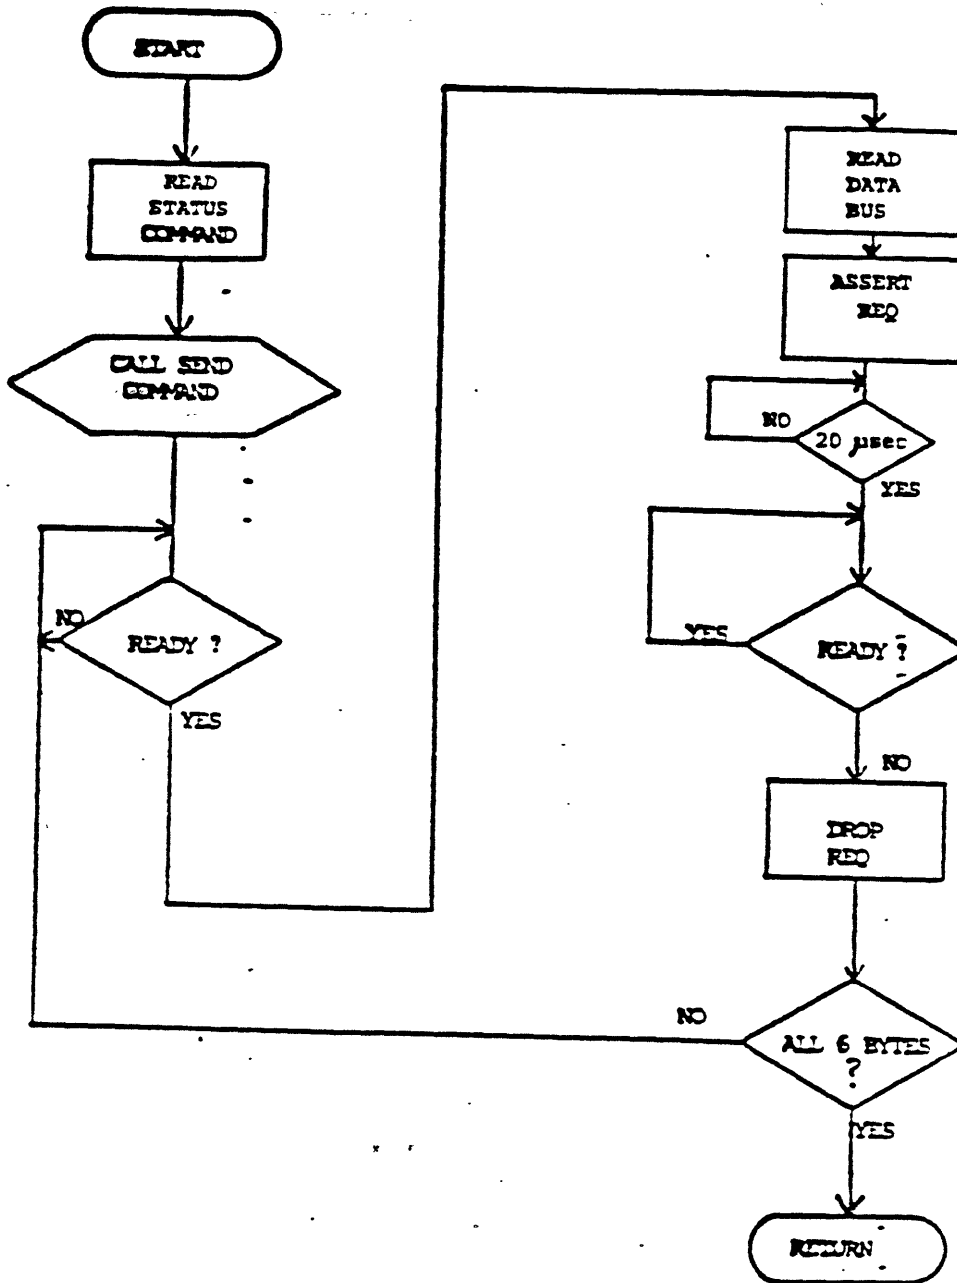 START
READ
STATUS
COMMAND
CALL SEND
COMMAND
NO
READY ?
YES
READ
DATA
BUS
ASSERT
REQ
NO
20 µsec
YES
YES
READY ?
NO
DROP
REQ
NO
ALL 6 BYTES
?
YES
RETURN